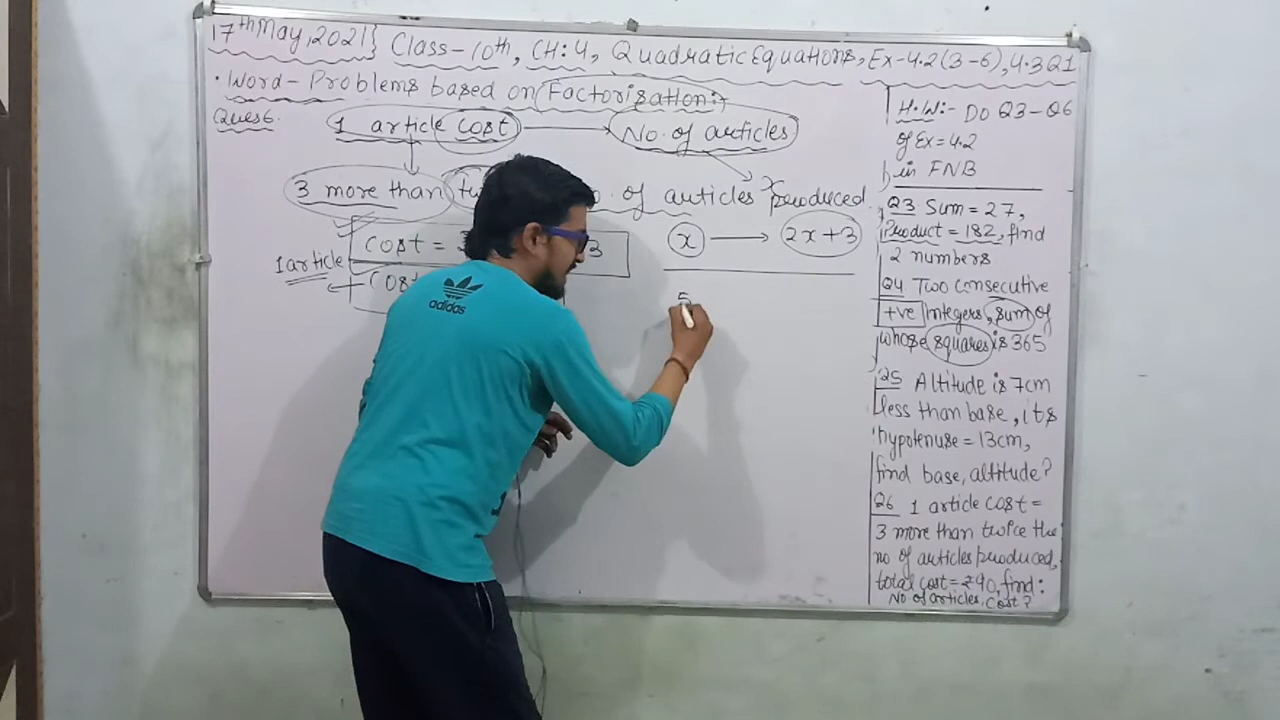 17th May, 2021} Class-10th, CH: 4, Quadratic Equations, Ex-4.2(3-6), 4.3Q1
• Word-Problems based on Factorisation:
Ques6.
1 article cost → No. of articles
3 more than
of articles produced
1 article
cost =
3
x → 2x+3
5
adidas
H.W:- Do Q3-Q6
of Ex=4.2
in FNB
Q3 Sum = 27,
Product = 182, find
2 numbers
Q4 Two consecutive
+ve Integers, sum of
whose squares is 365
Q5 Altitude is 7cm
less than base, its
hypotenuse = 13cm,
find base, altitude?
Q6 1 article cost =
3 more than twice the
no of articles produced,
total cost = 90, find:
No of articles, cost?